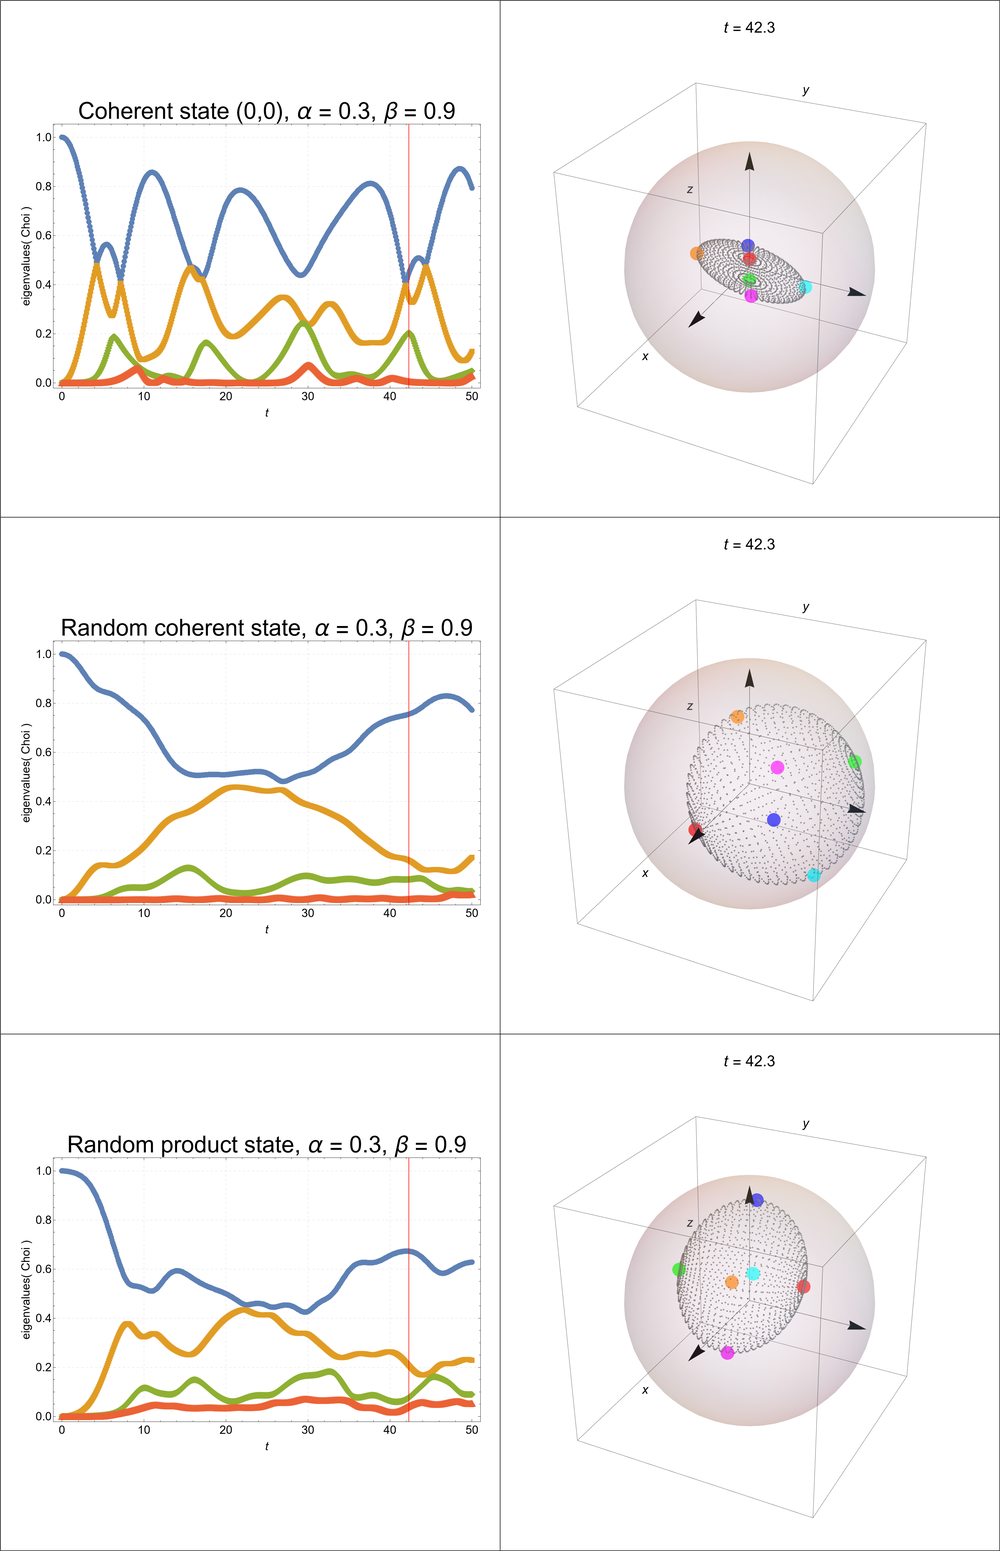 t = 42.3
Coherent state (0,0), α = 0.3, β = 0.9
eigenvalues( Choi )
1.0
0.8
0.6
0.4
0.2
0.0
0
10
20
30
40
50
t
y
z
x
t = 42.3
Random coherent state, α = 0.3, β = 0.9
eigenvalues( Choi )
1.0
0.8
0.6
0.4
0.2
0.0
0
10
20
30
40
50
t
y
z
x
t = 42.3
Random product state, α = 0.3, β = 0.9
eigenvalues( Choi )
1.0
0.8
0.6
0.4
0.2
0.0
0
10
20
30
40
50
t
y
z
x